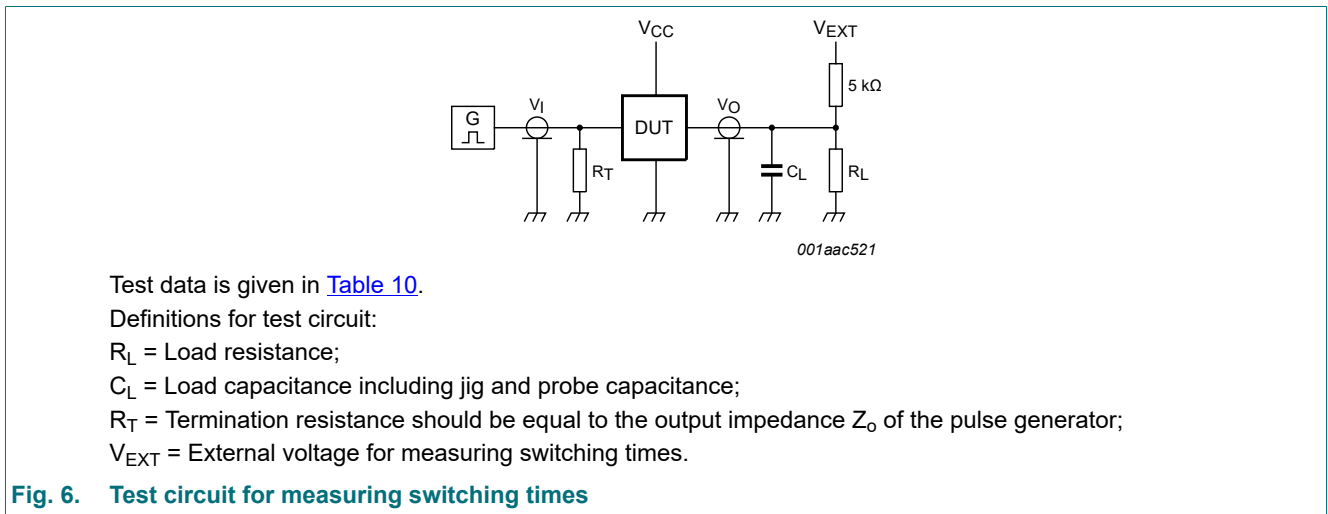 VCC
VEXT
5 kΩ
G
VI
DUT
VO
RT
CL
RL
001aac521
Test data is given in Table 10.
Definitions for test circuit:
RL = Load resistance;
CL = Load capacitance including jig and probe capacitance;
RT = Termination resistance should be equal to the output impedance Zo of the pulse generator;
VEXT = External voltage for measuring switching times.
Fig. 6. Test circuit for measuring switching times